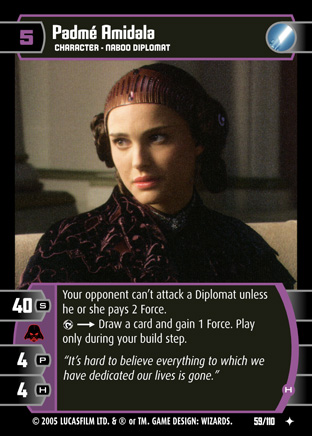 5
Padmé Amidala
CHARACTER • NABOO DIPLOMAT
40 S
4 P
4 H
Your opponent can't attack a Diplomat unless
he or she pays 2 Force.
Draw a card and gain 1 Force. Play
only during your build step.
"It's hard to believe everything to which we
have dedicated our lives is gone."
H
© 2005 LUCASFILM LTD. & ® or TM. GAME DESIGN: WIZARDS.
59/110